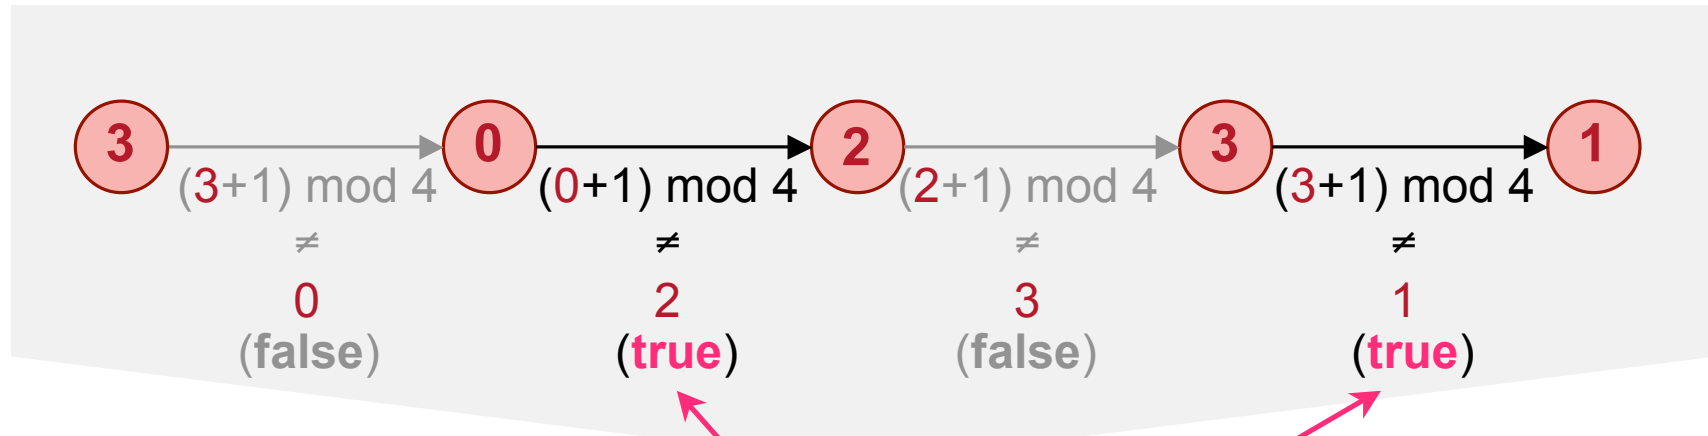 3 0 2 3 1
(3+1) mod 4 (0+1) mod 4 (2+1) mod 4 (3+1) mod 4
≠ ≠ ≠ ≠
0 2 3 1
(false) (true) (false) (true)